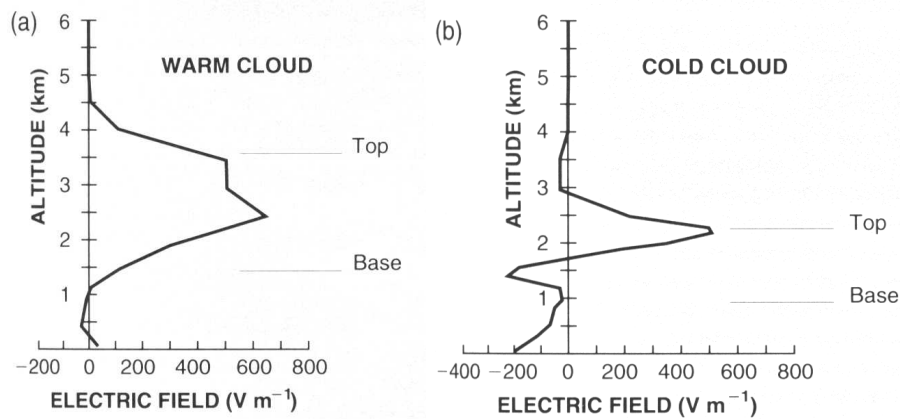 (a)
WARM CLOUD
ALTITUDE (km)
6
5
4
3
2
1
Top
Base
-200 0 200 400 600 800
ELECTRIC FIELD (V m⁻¹)
(b)
COLD CLOUD
ALTITUDE (km)
6
5
4
3
2
1
Top
Base
-400 -200 0 200 400 600 800
ELECTRIC FIELD (V m⁻¹)